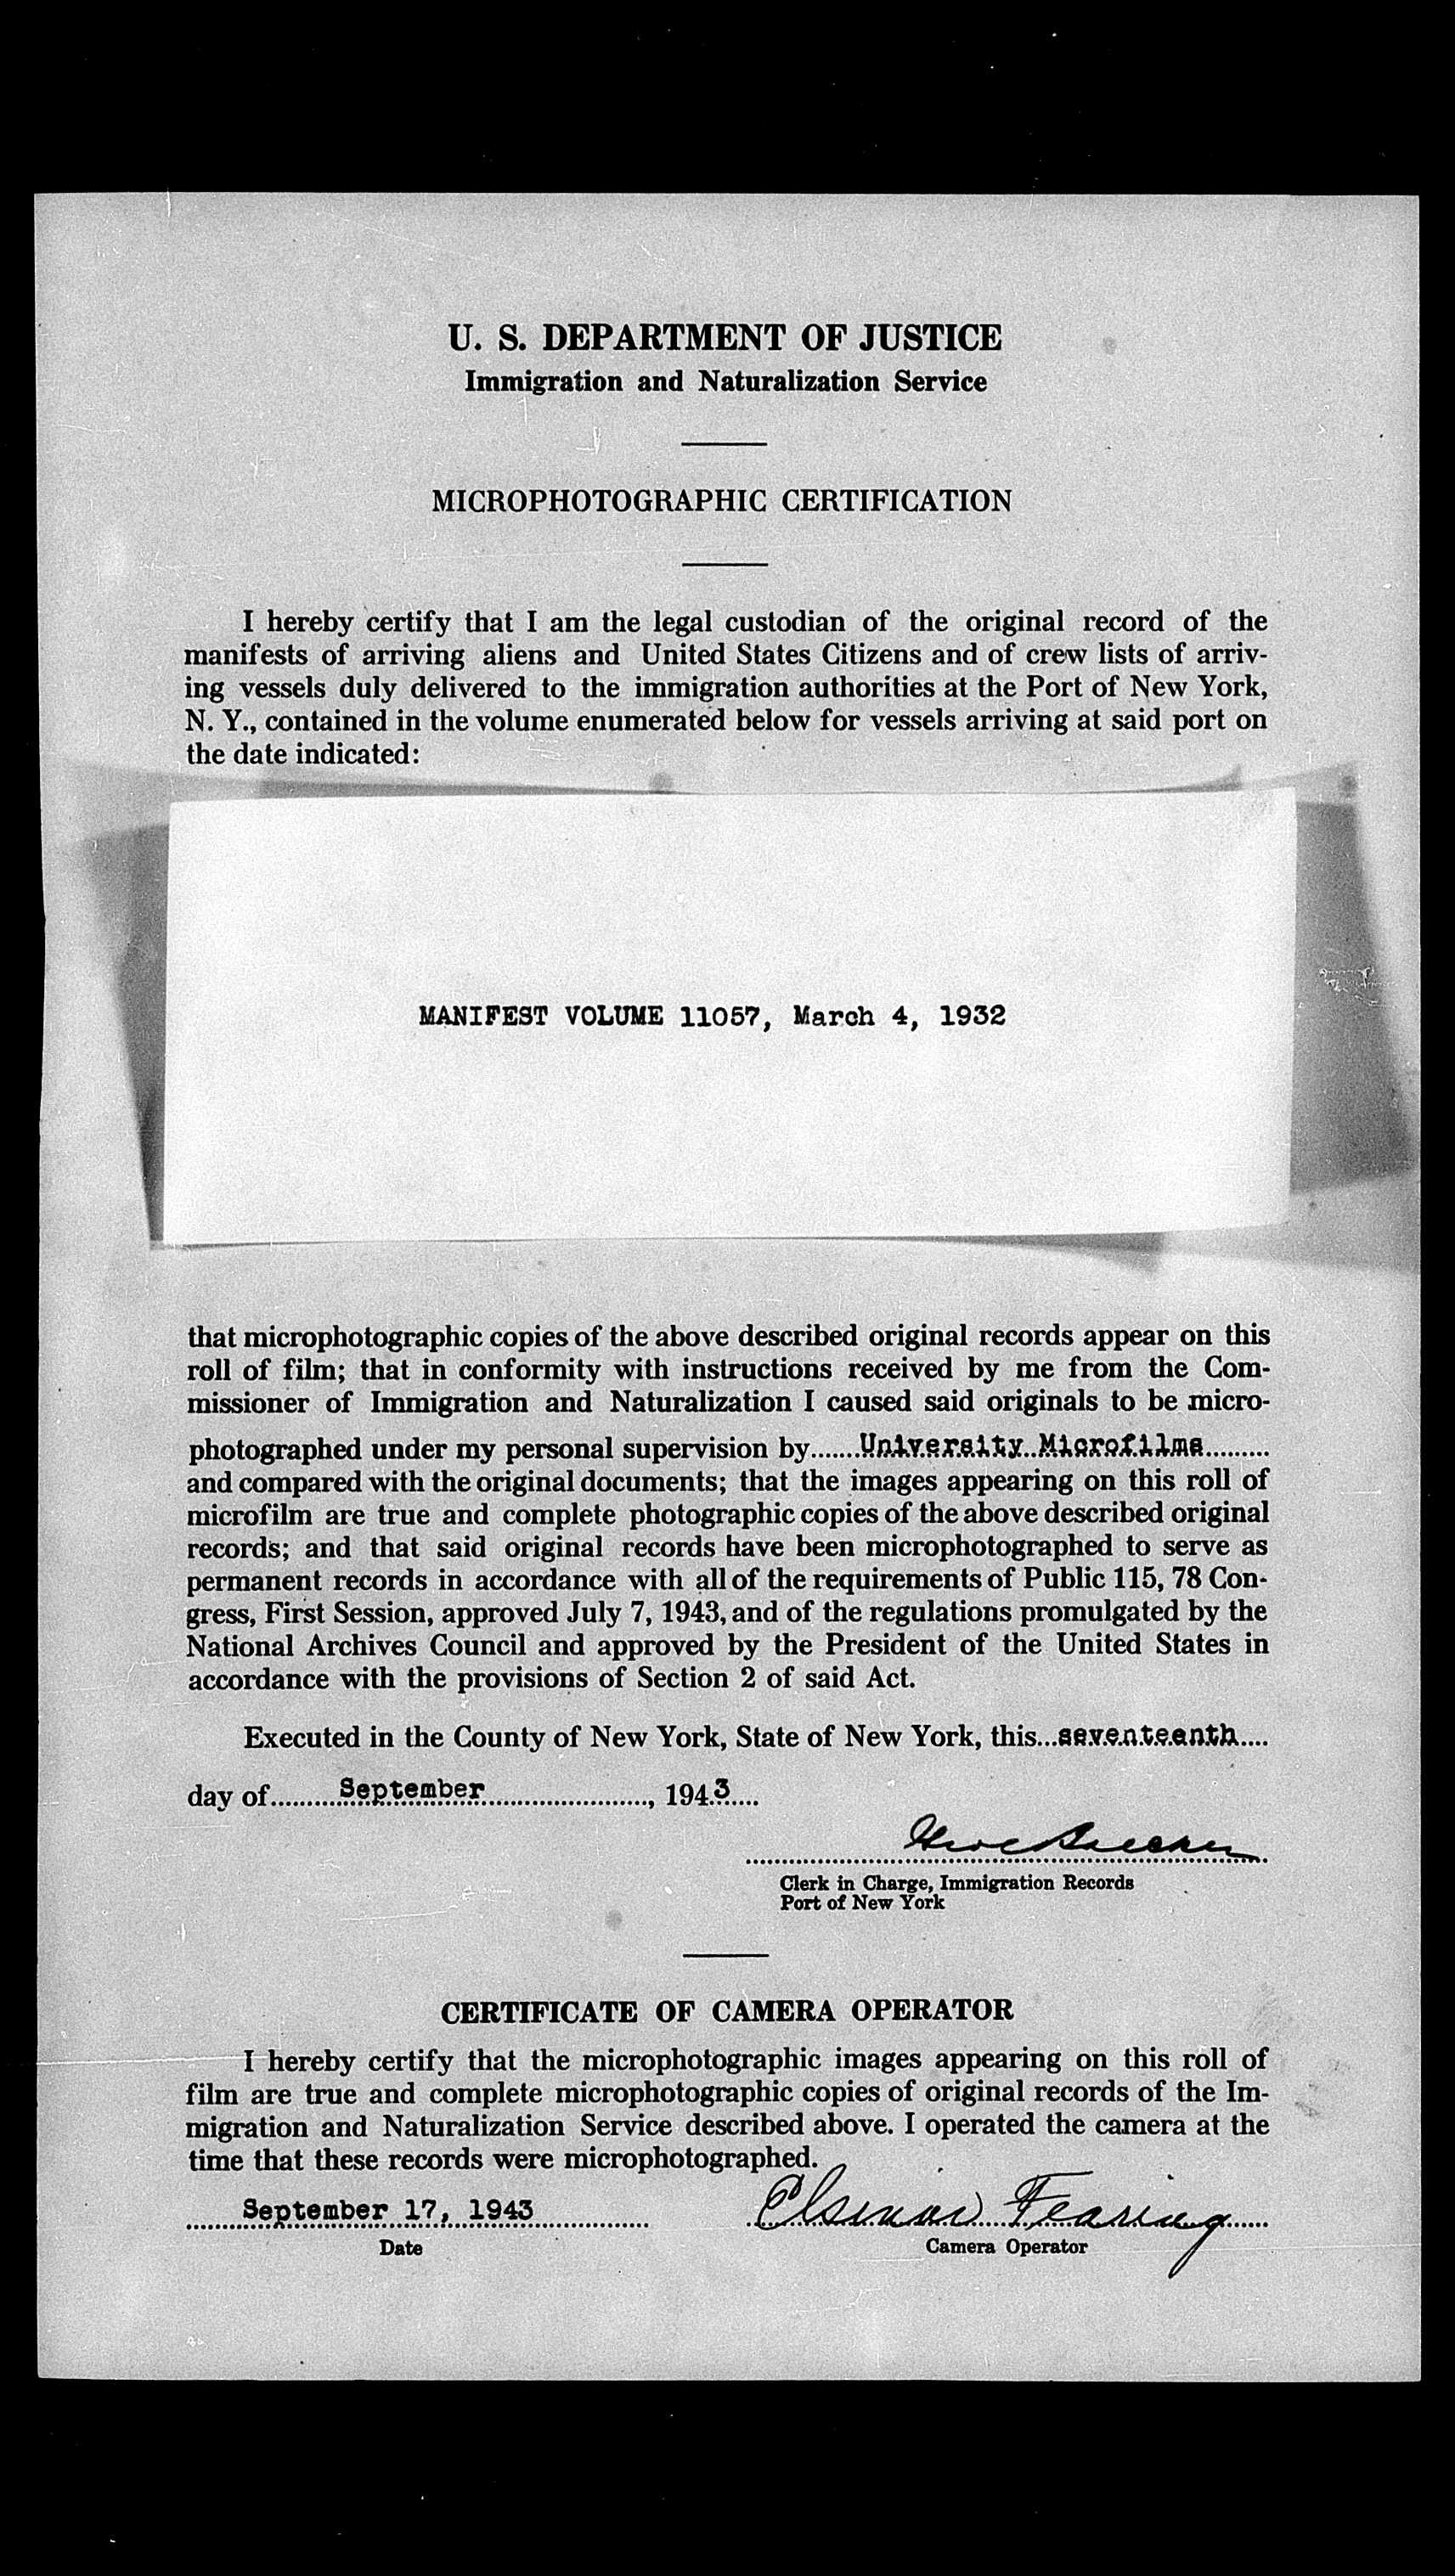 U. S. DEPARTMENT OF JUSTICE
Immigration and Naturalization Service
MICROPHOTOGRAPHIC CERTIFICATION
I hereby certify that I am the legal custodian of the original record of the
manifests of arriving aliens and United States Citizens and of crew lists of arriv-
ing vessels duly delivered to the immigration authorities at the Port of New York,
N. Y., contained in the volume enumerated below for vessels arriving at said port on
the date indicated:
MANIFEST VOLUME 11057, March 4, 1932
that microphotographic copies of the above described original records appear on this
roll of film; that in conformity with instructions received by me from the Com-
missioner of Immigration and Naturalization I caused said originals to be micro-
photographed under my personal supervision by.......University Microfilms.........
and compared with the original documents; that the images appearing on this roll of
microfilm are true and complete photographic copies of the above described original
records; and that said original records have been microphotographed to serve as
permanent records in accordance with all of the requirements of Public 115, 78 Con-
gress, First Session, approved July 7, 1943, and of the regulations promulgated by the
National Archives Council and approved by the President of the United States in
accordance with the provisions of Section 2 of said Act.
Executed in the County of New York, State of New York, this...seventeenth....
day of..........September........................, 1943....
Clerk in Charge, Immigration Records
Port of New York
CERTIFICATE OF CAMERA OPERATOR
I hereby certify that the microphotographic images appearing on this roll of
film are true and complete microphotographic copies of original records of the Im-
migration and Naturalization Service described above. I operated the camera at the
time that these records were microphotographed.
September 17, 1943 Fearing
Date Camera Operator